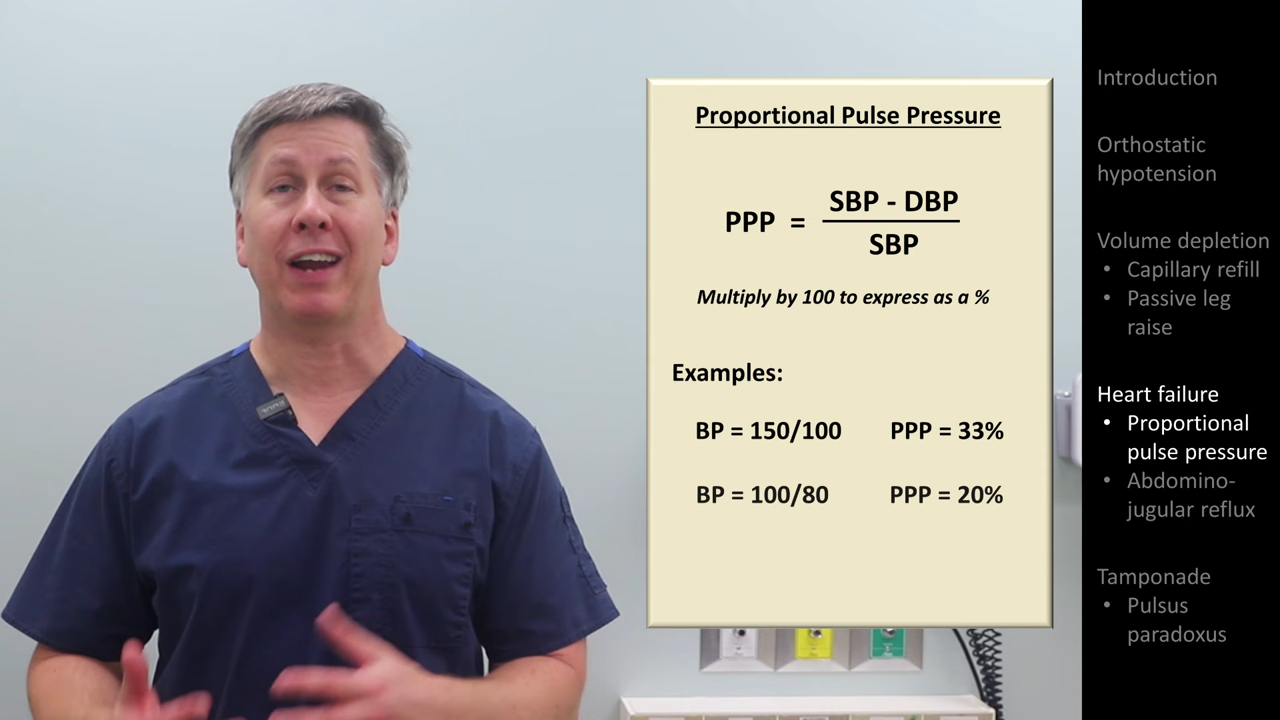 Proportional Pulse Pressure
PPP = SBP - DBP
SBP
Multiply by 100 to express as a %
Examples:
BP = 150/100 PPP = 33%
BP = 100/80 PPP = 20%
Introduction
Orthostatic
hypotension
Volume depletion
• Capillary refill
• Passive leg
raise
Heart failure
• Proportional
pulse pressure
• Abdomino-
jugular reflux
Tamponade
• Pulsus
paradoxus